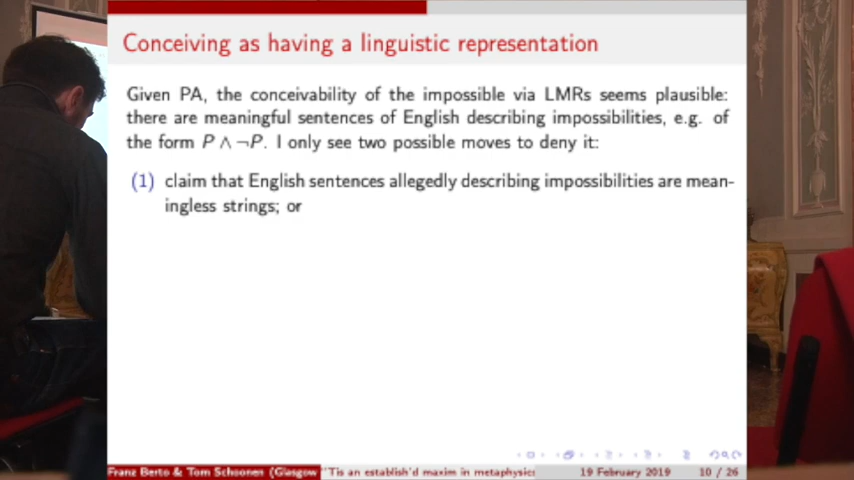 Conceiving as having a linguistic representation
Given PA, the conceivability of the impossible via LMRs seems plausible:
there are meaningful sentences of English describing impossibilities, e.g. of
the form P ∧ ¬P. I only see two possible moves to deny it:
(1) claim that English sentences allegedly describing impossibilities are mean-
ingless strings; or
Franz Berto & Tom Schoonen (Glasgow "Tis an establish'd maxim in metaphysics 19 February 2019 10 / 26